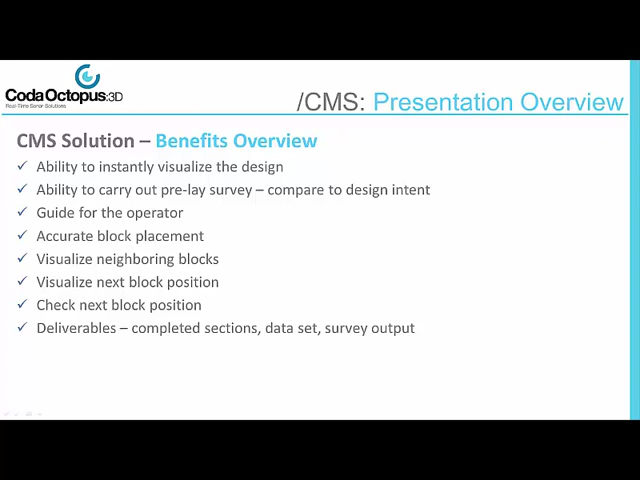 CodaOctopus:3D
Real-Time Sonar Solutions
/CMS: Presentation Overview
CMS Solution – Benefits Overview
✓ Ability to instantly visualize the design
✓ Ability to carry out pre-lay survey – compare to design intent
✓ Guide for the operator
✓ Accurate block placement
✓ Visualize neighboring blocks
✓ Visualize next block position
✓ Check next block position
✓ Deliverables – completed sections, data set, survey output